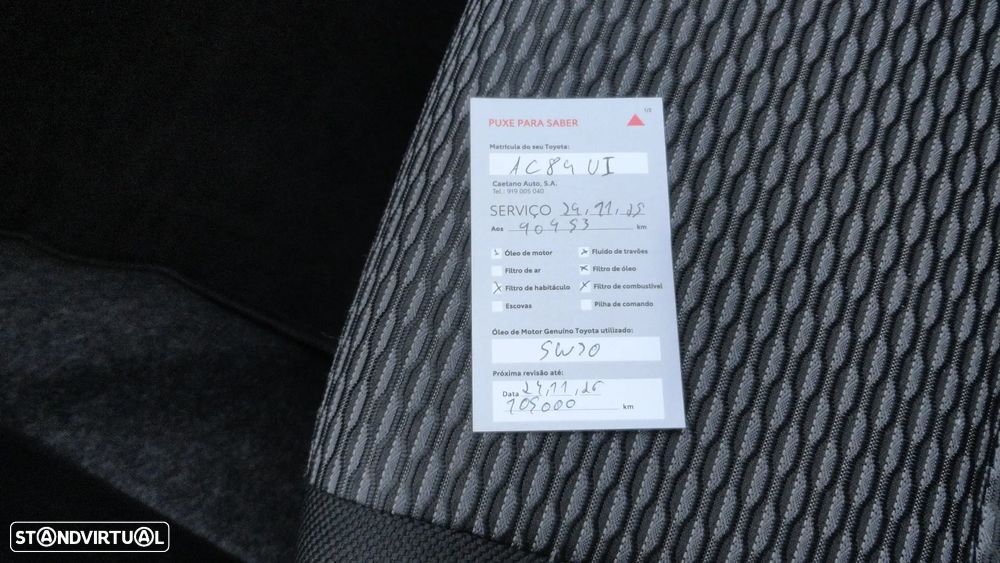 1/2
PUXE PARA SABER
Matrícula do seu Toyota:
AC84UI
Caetano Auto, S.A.
Tel.: 919 005 040
SERVIÇO 24,11,25
Aos 90453 km
Óleo de motor Fluido de travões
Filtro de ar Filtro de óleo
Filtro de habitáculo Filtro de combustível
Escovas Pilha de comando
Óleo de Motor Genuíno Toyota utilizado:
5W30
Próxima revisão até:
Data 24,11,26
105000 km
STANDVIRTUAL